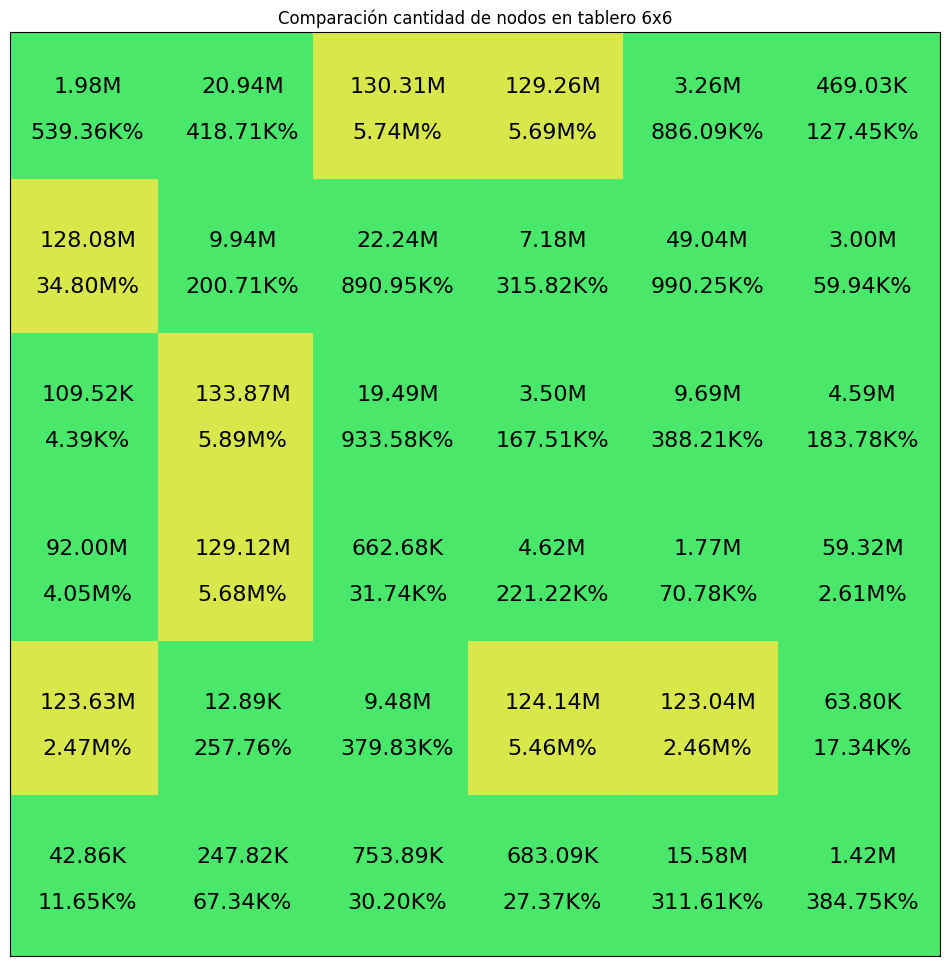 Comparación cantidad de nodos en tablero 6x6
1.98M 20.94M 130.31M 129.26M 3.26M 469.03K
539.36K% 418.71K% 5.74M% 5.69M% 886.09K% 127.45K%
128.08M 9.94M 22.24M 7.18M 49.04M 3.00M
34.80M% 200.71K% 890.95K% 315.82K% 990.25K% 59.94K%
109.52K 133.87M 19.49M 3.50M 9.69M 4.59M
4.39K% 5.89M% 933.58K% 167.51K% 388.21K% 183.78K%
92.00M 129.12M 662.68K 4.62M 1.77M 59.32M
4.05M% 5.68M% 31.74K% 221.22K% 70.78K% 2.61M%
123.63M 12.89K 9.48M 124.14M 123.04M 63.80K
2.47M% 257.76% 379.83K% 5.46M% 2.46M% 17.34K%
42.86K 247.82K 753.89K 683.09K 15.58M 1.42M
11.65K% 67.34K% 30.20K% 27.37K% 311.61K% 384.75K%